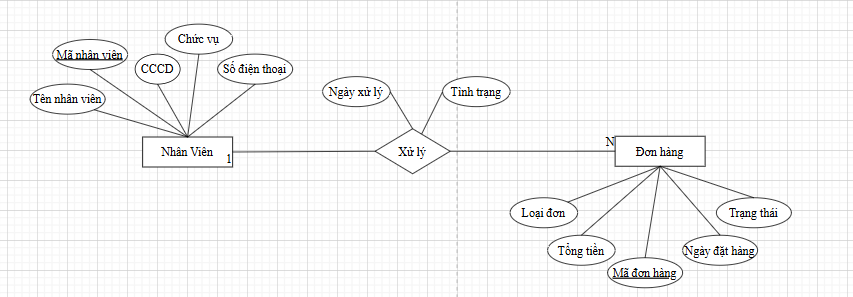 Chức vụ
Mã nhân viên
CCCD
Số điện thoại
Tên nhân viên
Ngày xử lý
Tình trạng
Nhân Viên
1
Xử lý
N
Đơn hàng
Loại đơn
Trạng thái
Tổng tiền
Ngày đặt hàng
Mã đơn hàng